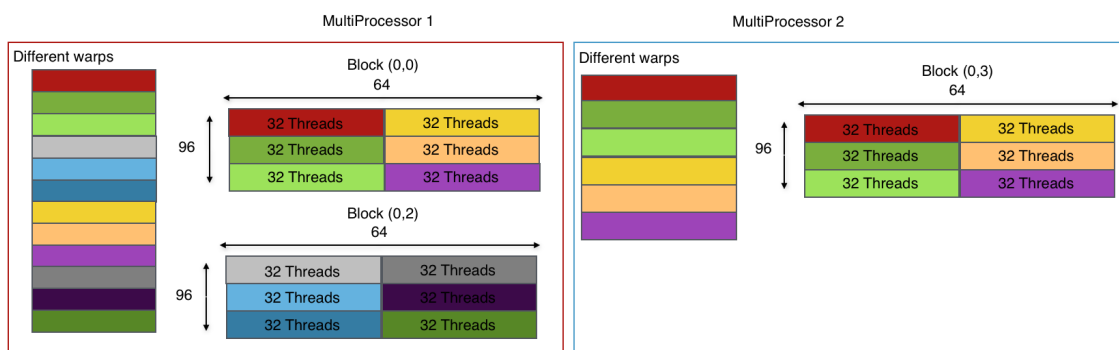 MultiProcessor 1
Different warps
Block (0,0)
64
96
32 Threads 32 Threads
32 Threads 32 Threads
32 Threads 32 Threads
Block (0,2)
64
96
32 Threads 32 Threads
32 Threads 32 Threads
32 Threads 32 Threads
MultiProcessor 2
Different warps
Block (0,3)
64
96
32 Threads 32 Threads
32 Threads 32 Threads
32 Threads 32 Threads